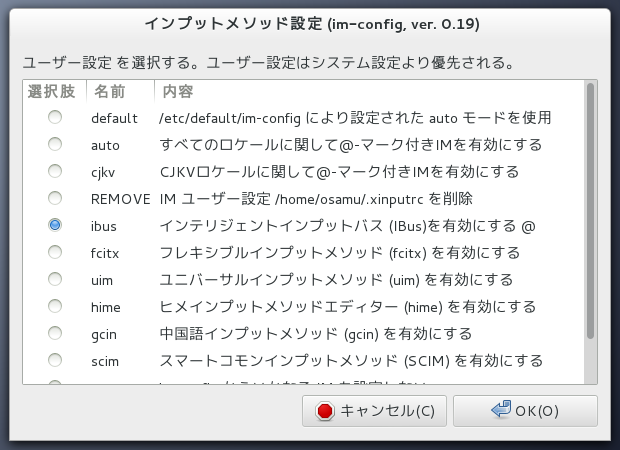 インプットメソッド設定 (im-config, ver. 0.19)
ユーザー設定 を選択する。ユーザー設定はシステム設定より優先される。
選択肢 名前 内容
default /etc/default/im-config により設定された auto モードを使用
auto すべてのロケールに関して@-マーク付きIMを有効にする
cjkv CJKVロケールに関して@-マーク付きIMを有効にする
REMOVE IM ユーザー設定 /home/osamu/.xinputrc を削除
ibus インテリジェントインプットバス (IBus)を有効にする @
fcitx フレキシブルインプットメソッド (fcitx) を有効にする
uim ユニバーサルインプットメソッド (uim) を有効にする
hime ヒメインプットメソッドエディター (hime) を有効にする
gcin 中国語インプットメソッド (gcin) を有効にする
scim スマートコモンインプットメソッド (SCIM) を有効にする
キャンセル(C) OK(O)